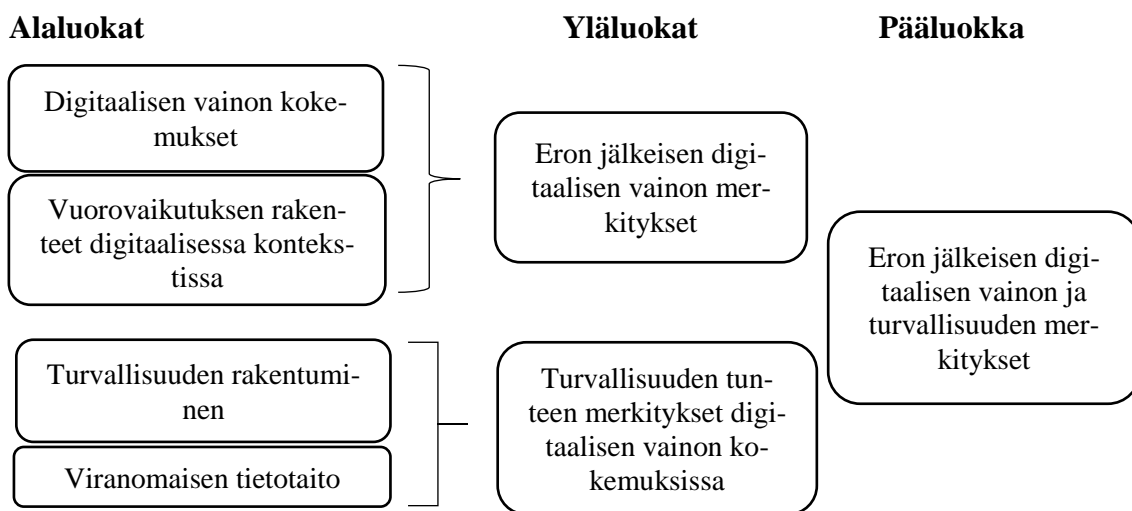 Alaluokat
Yläluokat
Pääluokka
Digitaalisen vainon koke-
mukset
Vuorovaikutuksen raken-
teet digitaalisessa konteks-
tissa
Eron jälkeisen digi-
taalisen vainon mer-
kitykset
Eron jälkeisen digi-
taalisen vainon ja
turvallisuuden mer-
kitykset
Turvallisuuden rakentumi-
nen
Viranomaisen tietotaito
Turvallisuuden tun-
teen merkitykset digi-
taalisen vainon ko-
kemuksissa